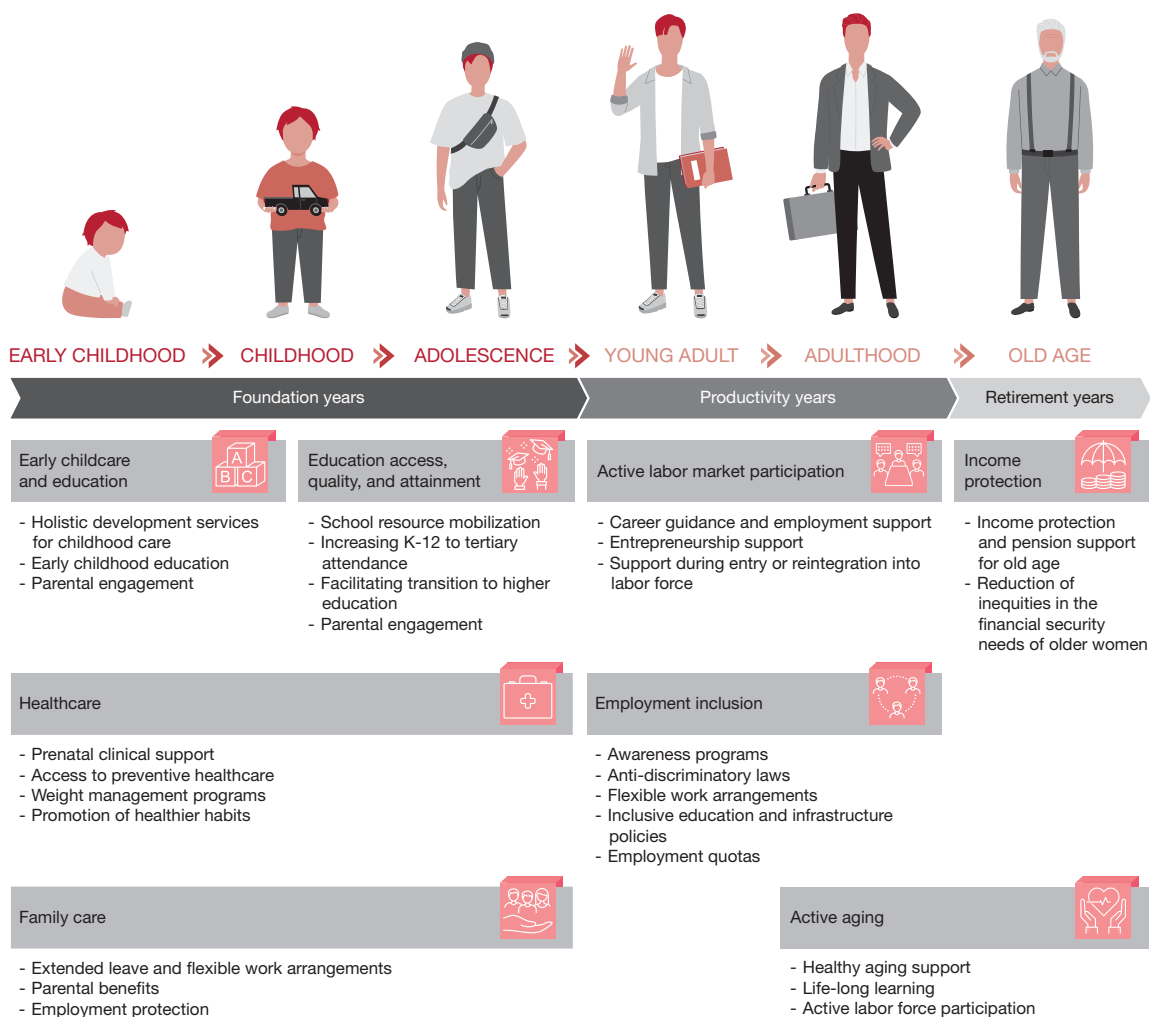 EARLY CHILDHOOD
CHILDHOOD
ADOLESCENCE
YOUNG ADULT
ADULTHOOD
OLD AGE
Foundation years
Productivity years
Retirement years
Early childcare
and education
A
B C
- Holistic development services
for childhood care
- Early childhood education
- Parental engagement
Education access,
quality, and attainment
- School resource mobilization
- Increasing K-12 to tertiary
attendance
- Facilitating transition to higher
education
- Parental engagement
Active labor market participation
- Career guidance and employment support
- Entrepreneurship support
- Support during entry or reintegration into
labor force
Income
protection
- Income protection
and pension support
for old age
- Reduction of
inequities in the
financial security
needs of older women
Healthcare
- Prenatal clinical support
- Access to preventive healthcare
- Weight management programs
- Promotion of healthier habits
Employment inclusion
- Awareness programs
- Anti-discriminatory laws
- Flexible work arrangements
- Inclusive education and infrastructure
policies
- Employment quotas
Family care
- Extended leave and flexible work arrangements
- Parental benefits
- Employment protection
Active aging
- Healthy aging support
- Life-long learning
- Active labor force participation